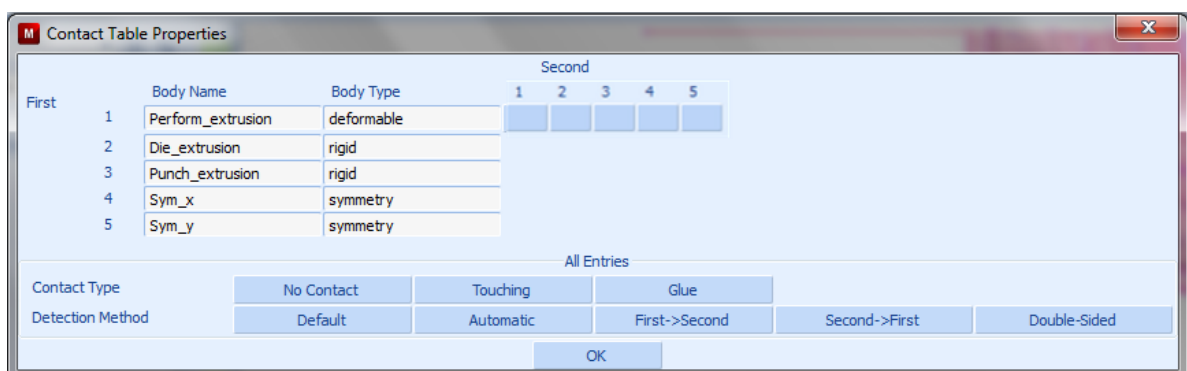 M Contact Table Properties
Second
First Body Name Body Type 1 2 3 4 5
1 Perform_extrusion deformable
2 Die_extrusion rigid
3 Punch_extrusion rigid
4 Sym_x symmetry
5 Sym_y symmetry
All Entries
Contact Type No Contact Touching Glue
Detection Method Default Automatic First->Second Second->First Double-Sided
OK